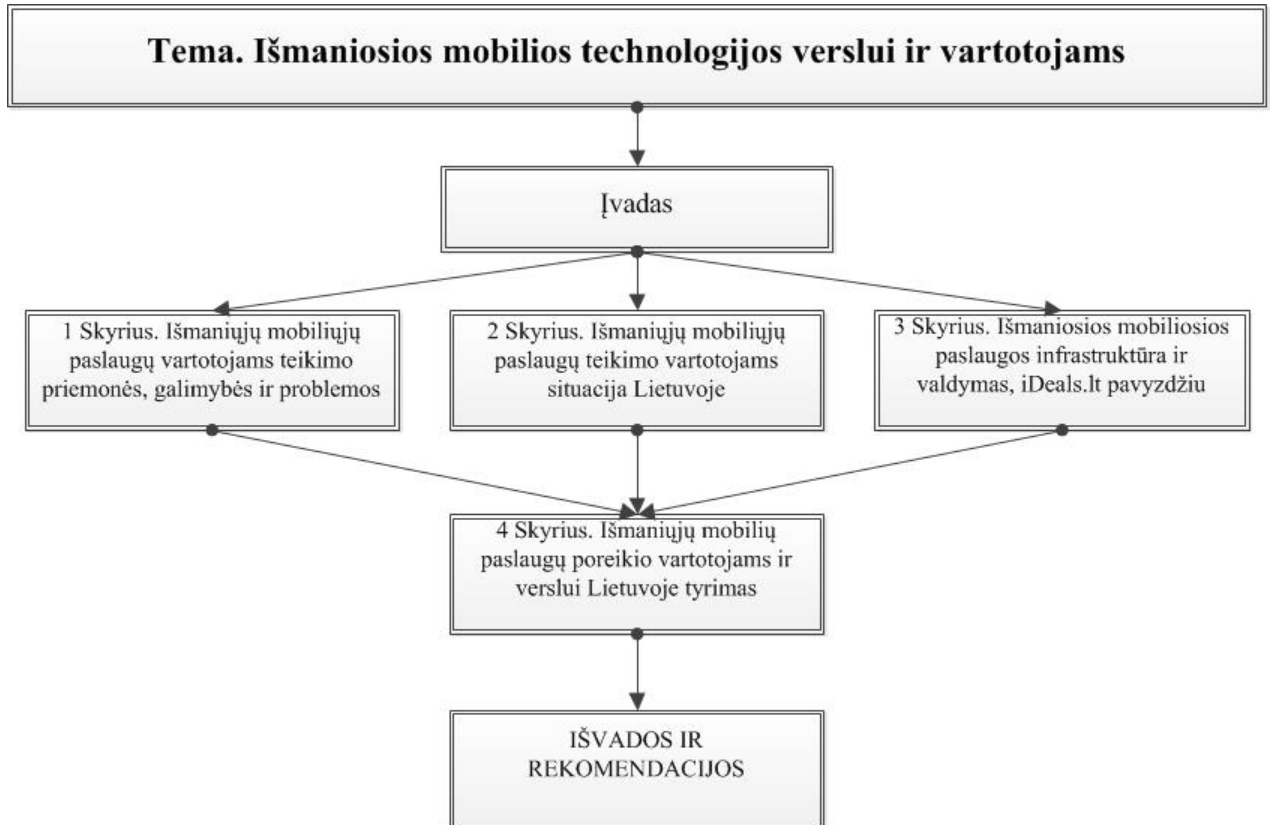 Tema. Išmaniosios mobilios technologijos verslui ir vartotojams
Įvadas
1 Skyrius. Išmaniųjų mobiliųjų
paslaugų vartotojams teikimo
priemonės, galimybės ir problemos
2 Skyrius. Išmaniųjų mobiliųjų
paslaugų teikimo vartotojams
situacija Lietuvoje
3 Skyrius. Išmaniosios mobiliosios
paslaugos infrastruktūra ir
valdymas, iDeals.lt pavyzdžiu
4 Skyrius. Išmaniųjų mobilių
paslaugų poreikio vartotojams ir
verslui Lietuvoje tyrimas
IŠVADOS IR
REKOMENDACIJOS